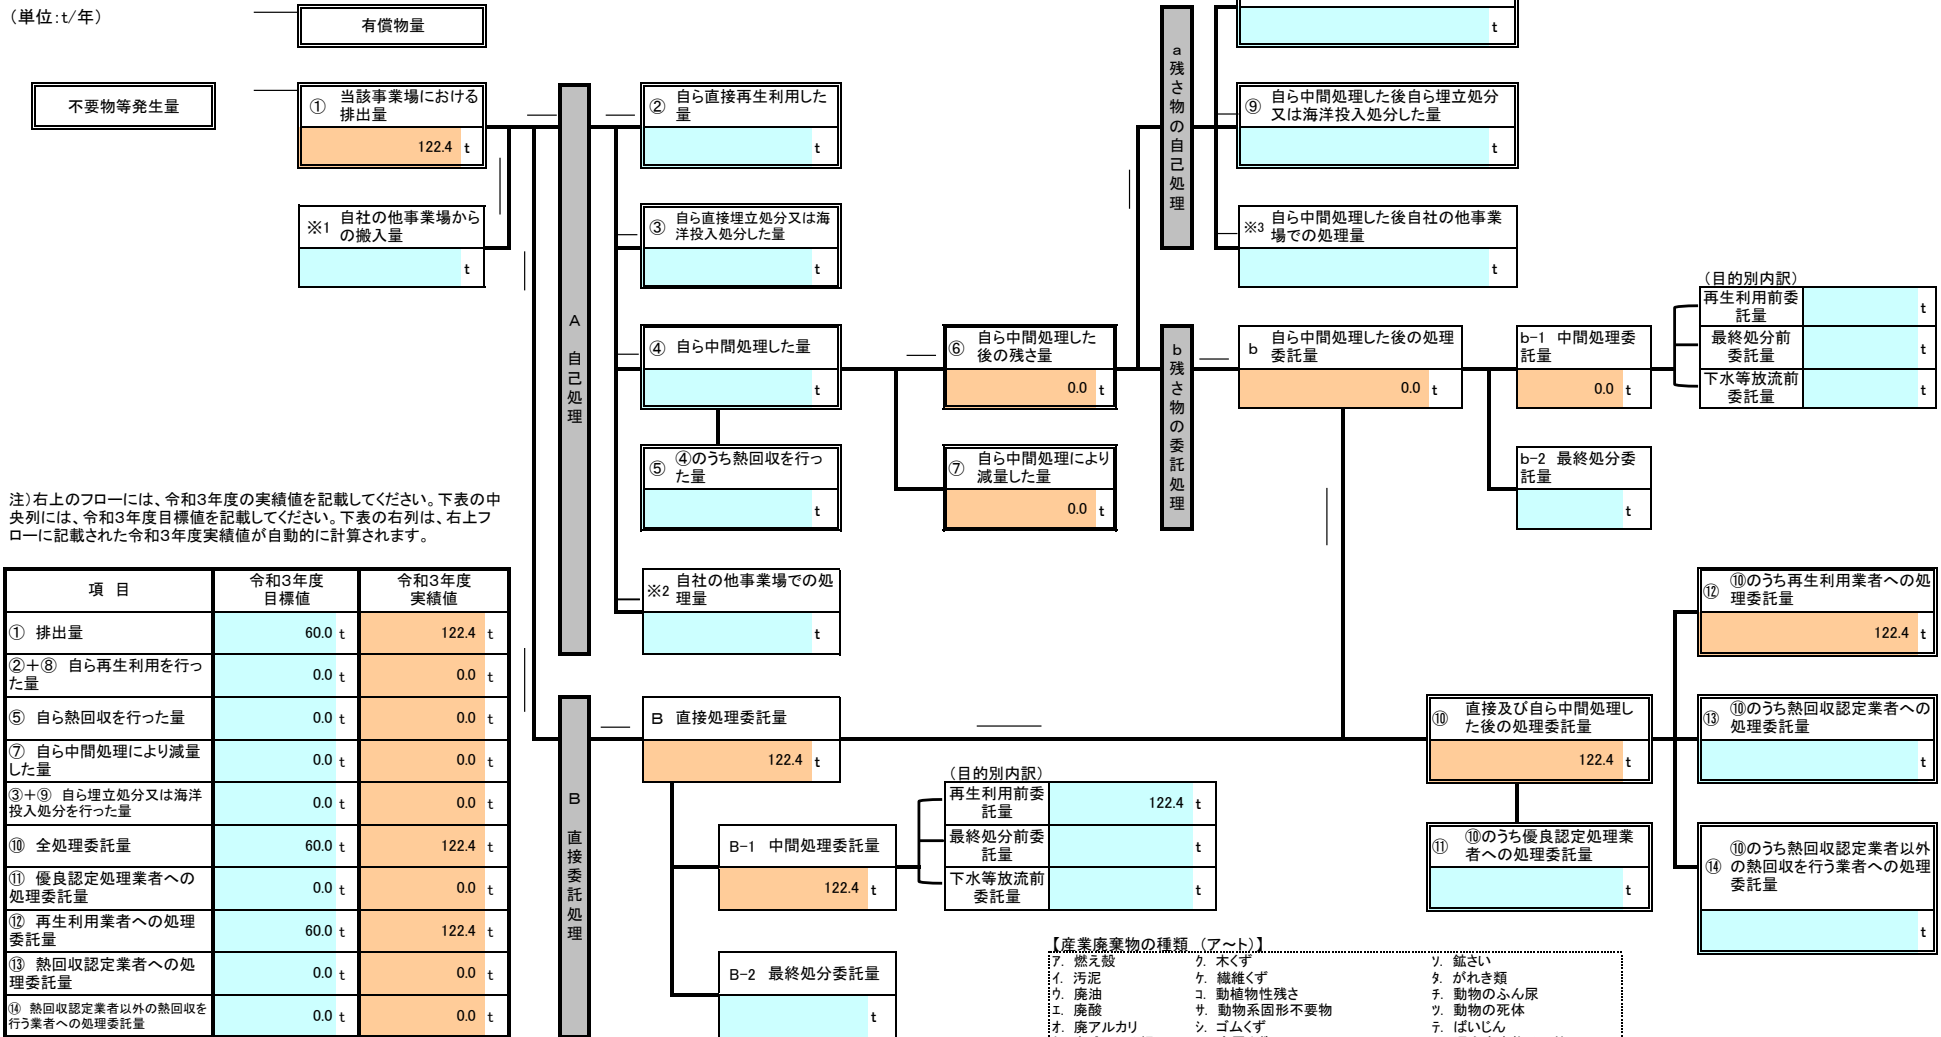 （単位：t/年）
有償物量
t
不要物等発生量
① 当該事業場における
排出量
122.4 t
※1 自社の他事業場から
の搬入量
t
A 自己処理
② 自ら直接再生利用した
量
t
③ 自ら直接埋立処分又は海
洋投入処分した量
t
④ 自ら中間処理した量
t
⑤ ④のうち熱回収を行っ
た量
t
※2 自社の他事業場での処
理量
t
⑥ 自ら中間処理した
後の残さ量
0.0 t
⑦ 自ら中間処理により
減量した量
0.0 t
a 残さ物の自己処理
⑨ 自ら中間処理した後自ら埋立処分
又は海洋投入処分した量
t
※3 自ら中間処理した後自社の他事業
場での処理量
t
b 残さ物の委託処理
b 自ら中間処理した後の処理
委託量
0.0 t
b-1 中間処理委
託量
0.0 t
b-2 最終処分委
託量
t
（目的別内訳）
再生利用前委
託量
t
最終処分前
委託量
t
下水等放流前
委託量
t
注）右上のフローには、令和3年度の実績値を記載してください。下表の中
央列には、令和3年度目標値を記載してください。下表の右列は、右上フ
ローに記載された令和3年度実績値が自動的に計算されます。
項 目 令和3年度 目標値 令和3年度 実績値
① 排出量 60.0 t 122.4 t
②＋⑧ 自ら再生利用を行っ
た量 0.0 t 0.0 t
⑤ 自ら熱回収を行った量 0.0 t 0.0 t
⑦ 自ら中間処理により減量
した量 0.0 t 0.0 t
③＋⑨ 自ら埋立処分又は海洋
投入処分を行った量 0.0 t 0.0 t
⑩ 全処理委託量 60.0 t 122.4 t
⑪ 優良認定処理業者への
処理委託量 0.0 t 0.0 t
⑫ 再生利用業者への処理
委託量 60.0 t 122.4 t
⑬ 熱回収認定業者への処
理委託量 0.0 t 0.0 t
⑭ 熱回収認定業者以外の熱回収を
行う業者への処理委託量 0.0 t 0.0 t
B 直接委託処理
B 直接処理委託量
122.4 t
B-1 中間処理委託量
122.4 t
B-2 最終処分委託量
t
（目的別内訳）
再生利用前委
託量
122.4 t
最終処分前委
託量
t
下水等放流前
委託量
t
⑩ 直接及び自ら中間処理し
た後の処理委託量
122.4 t
⑪ ⑩のうち優良認定処理業
者への処理委託量
t
⑫ ⑩のうち再生利用業者への処
理委託量
122.4 t
⑬ ⑩のうち熱回収認定業者への
処理委託量
t
⑭ ⑩のうち熱回収認定業者以外
の熱回収を行う業者への処理
委託量
t
【産業廃棄物の種類 （ア～ト）】
ア. 燃え殻 ク. 木くず ソ. 鉱さい
イ. 汚泥 ケ. 繊維くず タ. がれき類
ウ. 廃油 コ. 動植物性残さ チ. 動物のふん尿
エ. 廃酸 サ. 動物系固形不要物 ツ. 動物の死体
オ. 廃アルカリ シ. ゴムくず テ. ばいじん